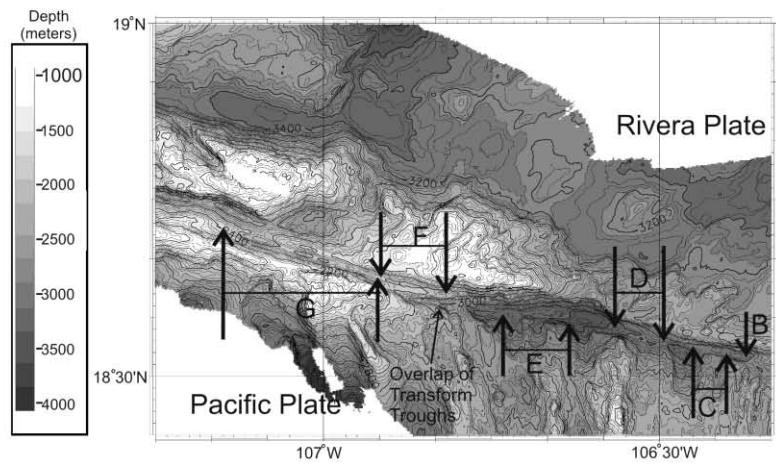 Depth
(meters)
1000
1500
2000
2500
3000
3500
4000
19°N
18°30'N
107°W
106°30'W
Rivera Plate
Pacific Plate
3400
3200
3200
3000
F
D
B
G
E
C
Overlap of
Transform
Troughs